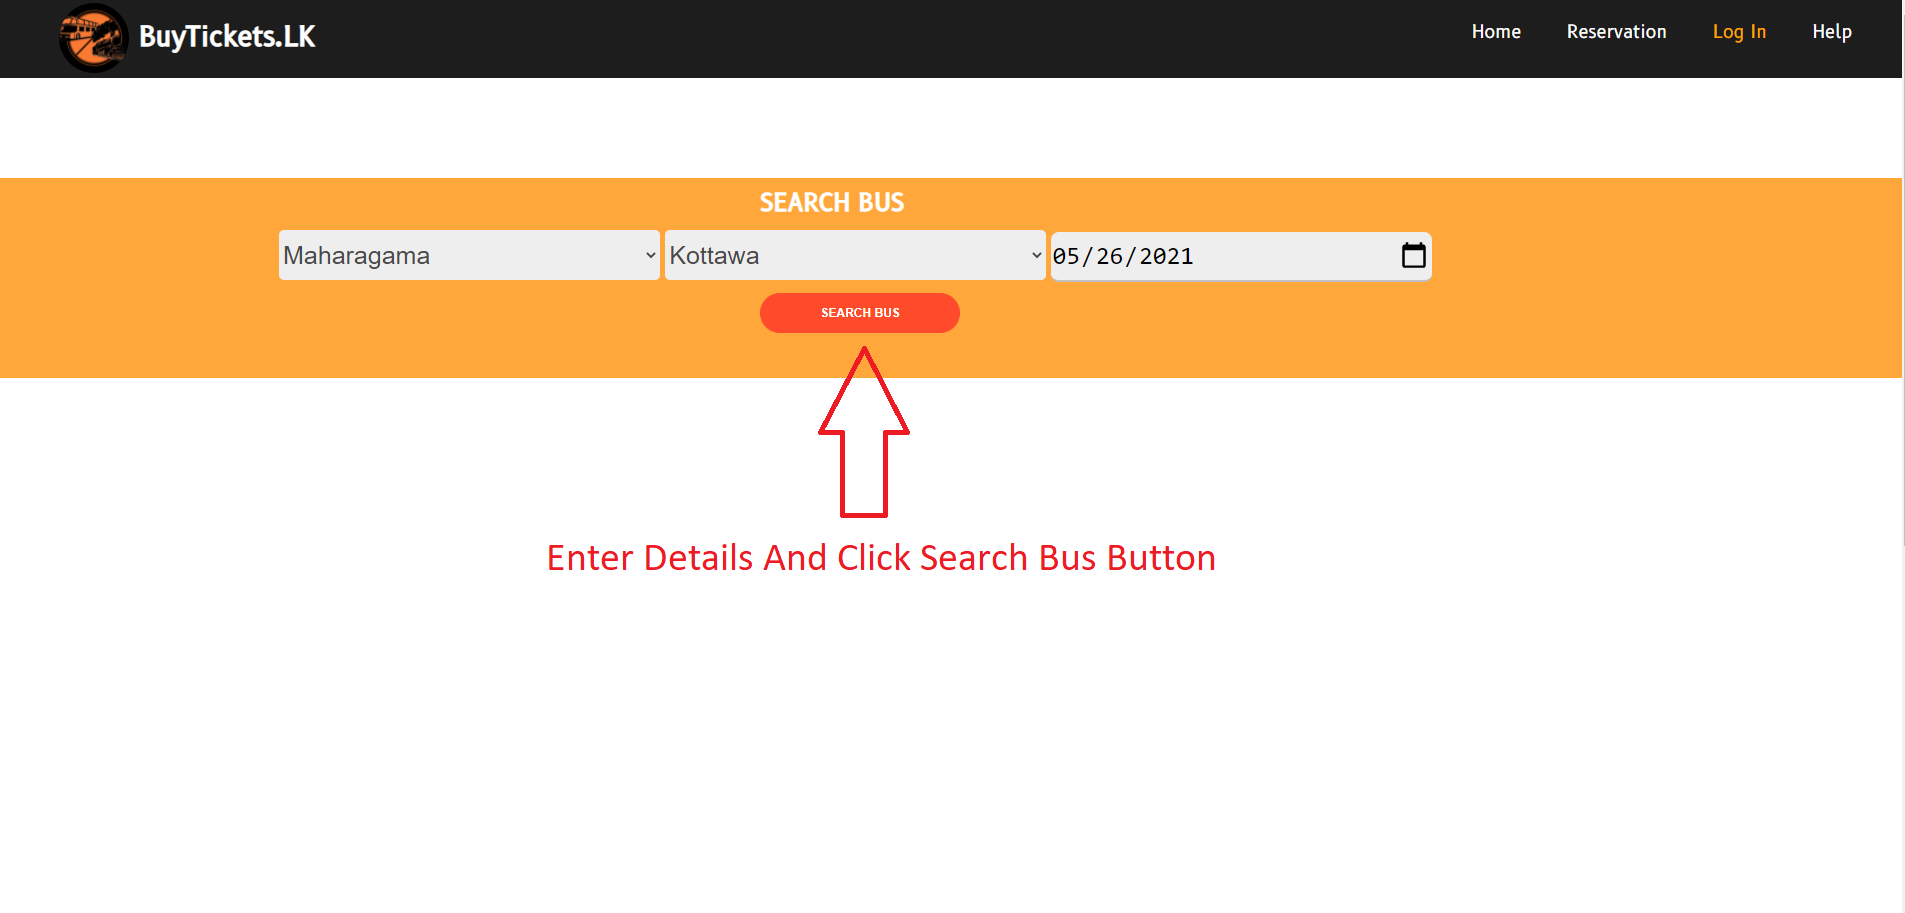 BuyTickets.LK
Home Reservation Log In Help
SEARCH BUS
Maharagama Kottawa 05/26/2021
SEARCH BUS
Enter Details And Click Search Bus Button